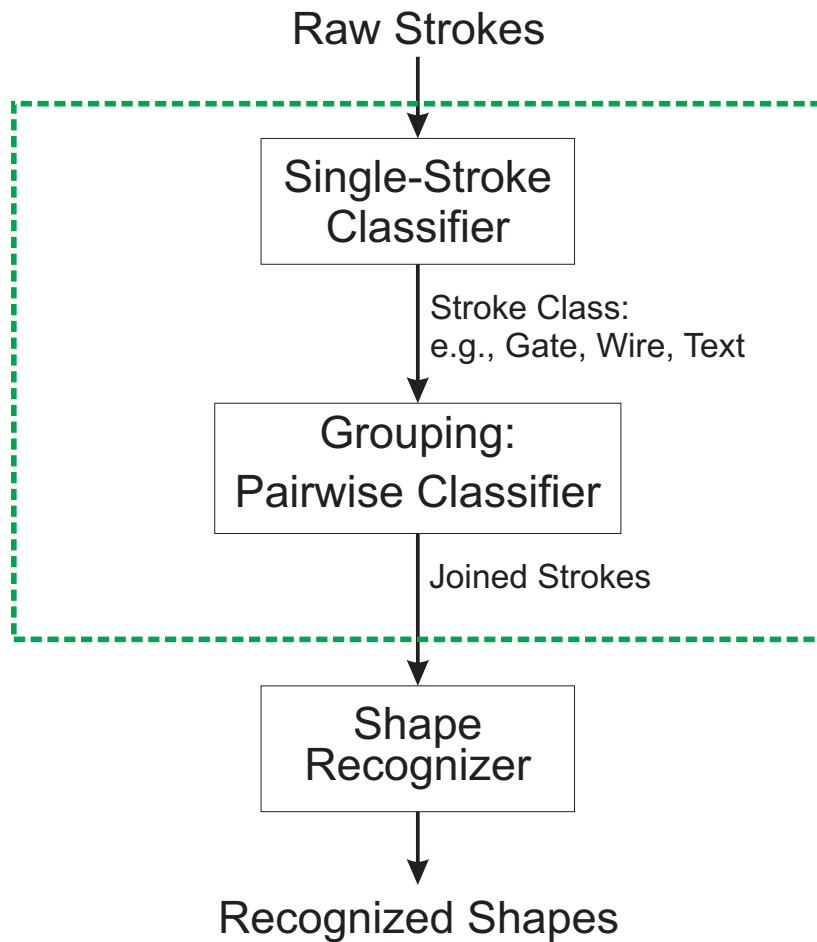 Raw Strokes
Single-Stroke
Classifier
Stroke Class:
e.g., Gate, Wire, Text
Grouping:
Pairwise Classifier
Joined Strokes
Shape
Recognizer
Recognized Shapes